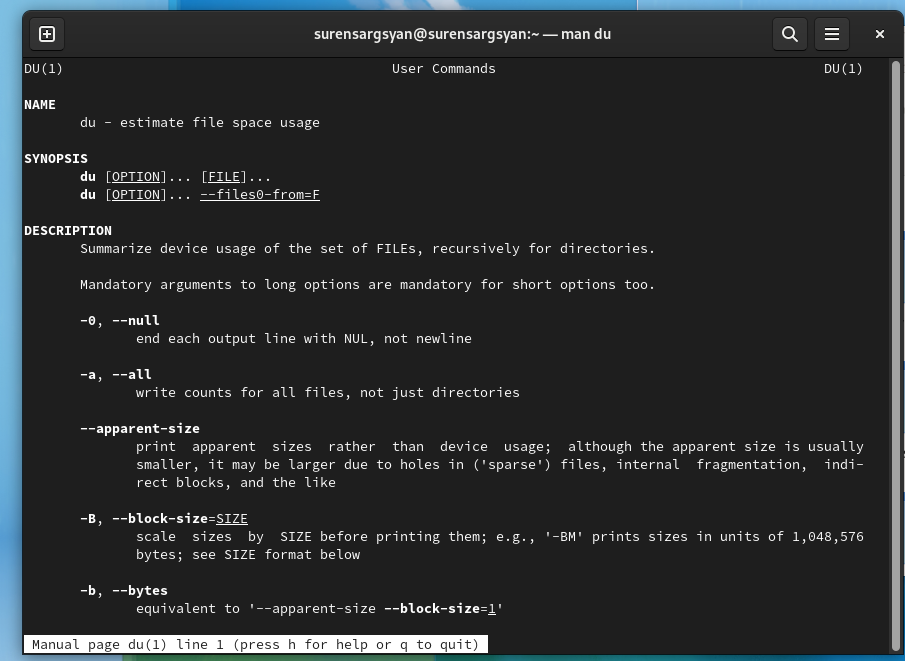 surensargsyan@surensargsyan:~ — man du
DU(1) User Commands DU(1)
NAME
du - estimate file space usage
SYNOPSIS
du [OPTION]... [FILE]...
du [OPTION]... --files0-from=F
DESCRIPTION
Summarize device usage of the set of FILEs, recursively for directories.
Mandatory arguments to long options are mandatory for short options too.
-0, --null
end each output line with NUL, not newline
-a, --all
write counts for all files, not just directories
--apparent-size
print apparent sizes rather than device usage; although the apparent size is usually
smaller, it may be larger due to holes in ('sparse') files, internal fragmentation, indi-
rect blocks, and the like
-B, --block-size=SIZE
scale sizes by SIZE before printing them; e.g., '-BM' prints sizes in units of 1,048,576
bytes; see SIZE format below
-b, --bytes
equivalent to '--apparent-size --block-size=1'
Manual page du(1) line 1 (press h for help or q to quit)